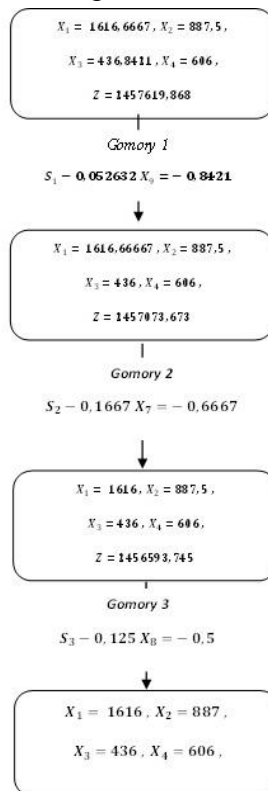 X₁ = 1616,6667, X₂ = 887,5,
X₃ = 436,8421, X₄ = 606,
Z = 1457619,868
Gomory 1
S₁ − 0.052632 X₉ = − 0.8421
X₁ = 1616,66667, X₂ = 887,5,
X₃ = 436, X₄ = 606,
Z = 1457073,673
Gomory 2
S₂ − 0,1667 X₇ = − 0,6667
X₁ = 1616, X₂ = 887,5,
X₃ = 436, X₄ = 606,
Z = 1456593,745
Gomory 3
S₃ − 0,125 X₈ = − 0,5
X₁ = 1616, X₂ = 887,
X₃ = 436, X₄ = 606,